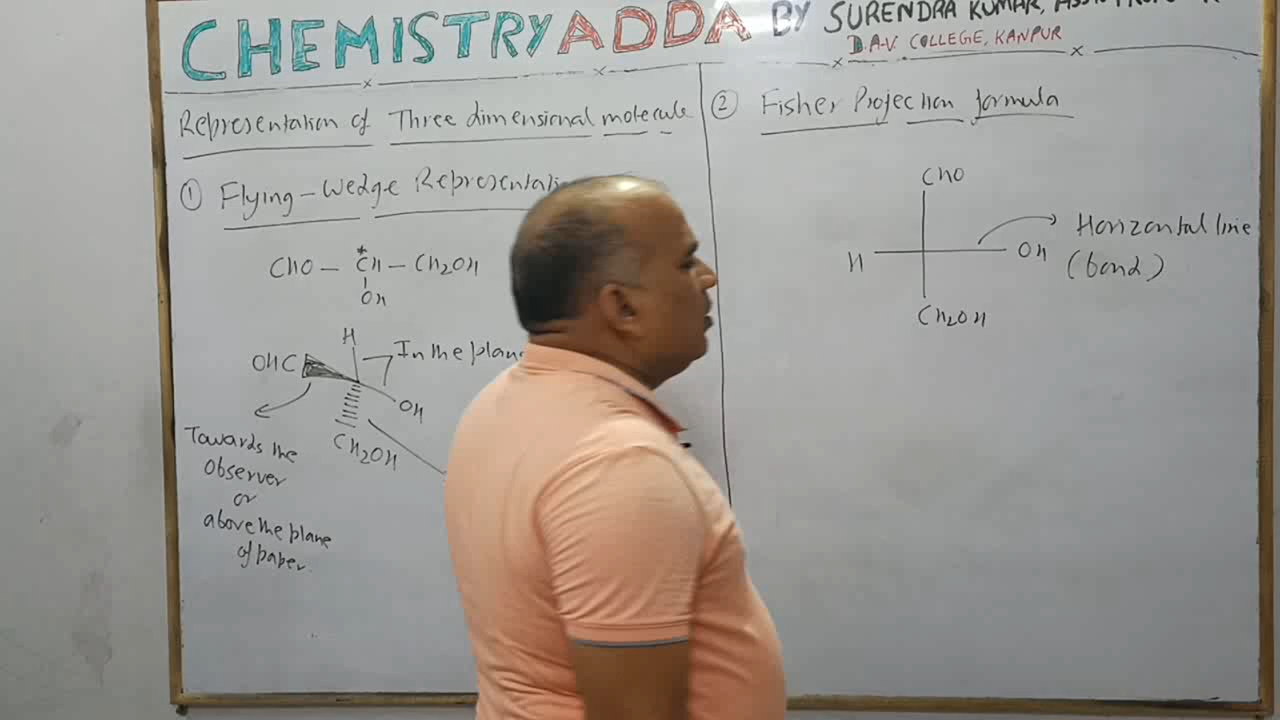 CHEMISTRY ADDA BY SURENDRA KUMAR,
D.A.V. COLLEGE, KANPUR
Representation of Three dimensional molecule
① Flying-Wedge
CHO - C*H - CH2OH
OH
H
OHC
In the plane
OH
CH2OH
Towards the
observer
or
above the plane
of paper.
② Fisher Projection formula
CHO
H
OH
Horizontal line
(bond)
CH2OH